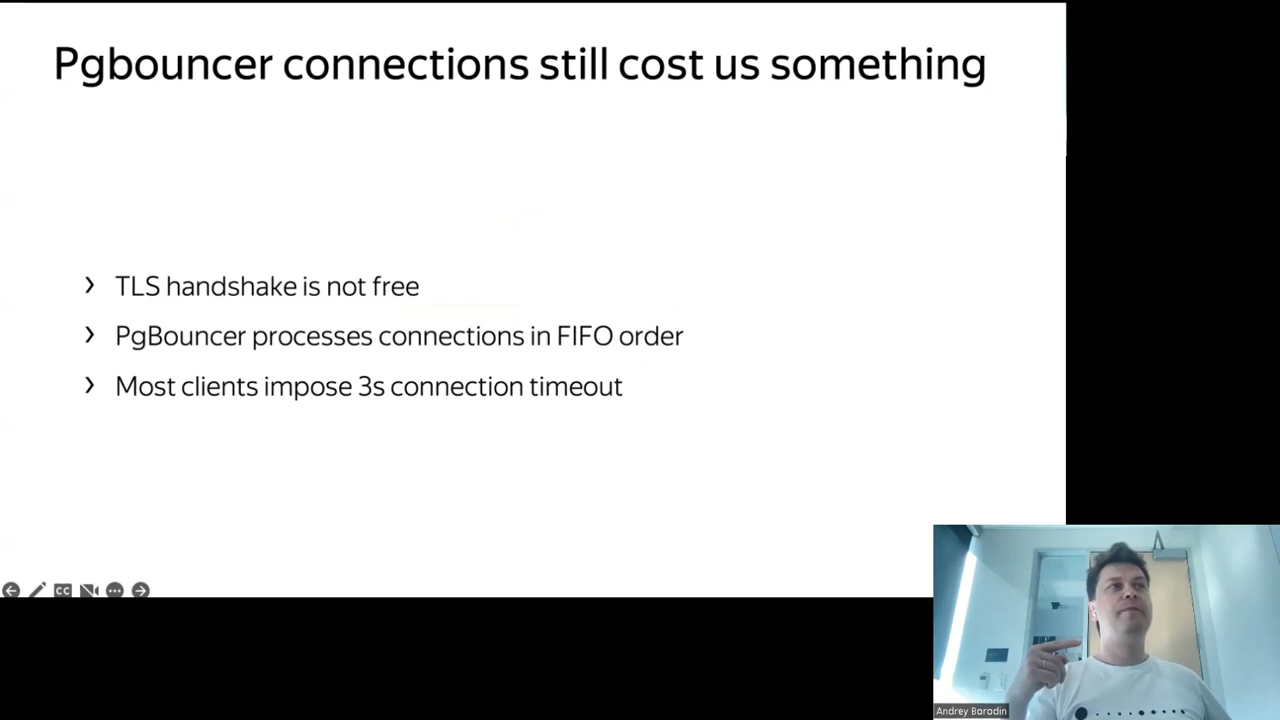 Pgbouncer connections still cost us something
› TLS handshake is not free
› PgBouncer processes connections in FIFO order
› Most clients impose 3s connection timeout
CC
Andrey Borodin